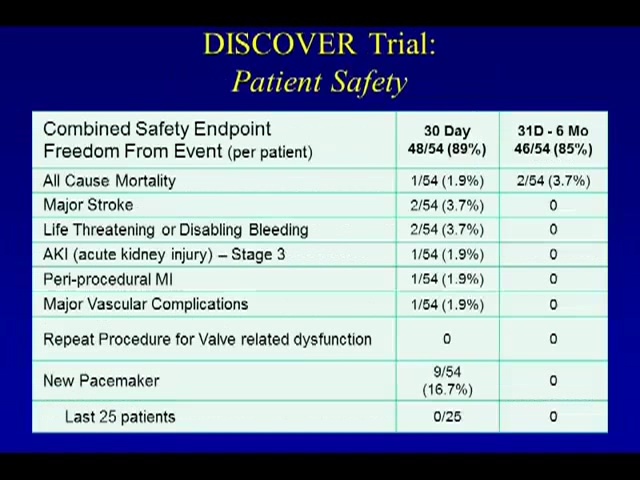 DISCOVER Trial:
Patient Safety
Combined Safety Endpoint
Freedom From Event (per patient)
30 Day
48/54 (89%)
31D - 6 Mo
46/54 (85%)
All Cause Mortality 1/54 (1.9%) 2/54 (3.7%)
Major Stroke 2/54 (3.7%) 0
Life Threatening or Disabling Bleeding 2/54 (3.7%) 0
AKI (acute kidney injury) – Stage 3 1/54 (1.9%) 0
Peri-procedural MI 1/54 (1.9%) 0
Major Vascular Complications 1/54 (1.9%) 0
Repeat Procedure for Valve related dysfunction 0 0
New Pacemaker 9/54 (16.7%) 0
Last 25 patients 0/25 0